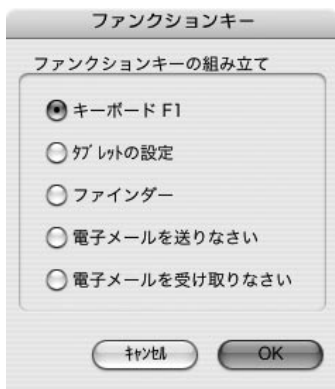 ファンクションキー
ファンクションキーの組み立て
キーボード F1
ﾀﾌﾞﾚｯﾄの設定
ファインダー
電子メールを送りなさい
電子メールを受け取りなさい
ｷｬﾝｾﾙ OK